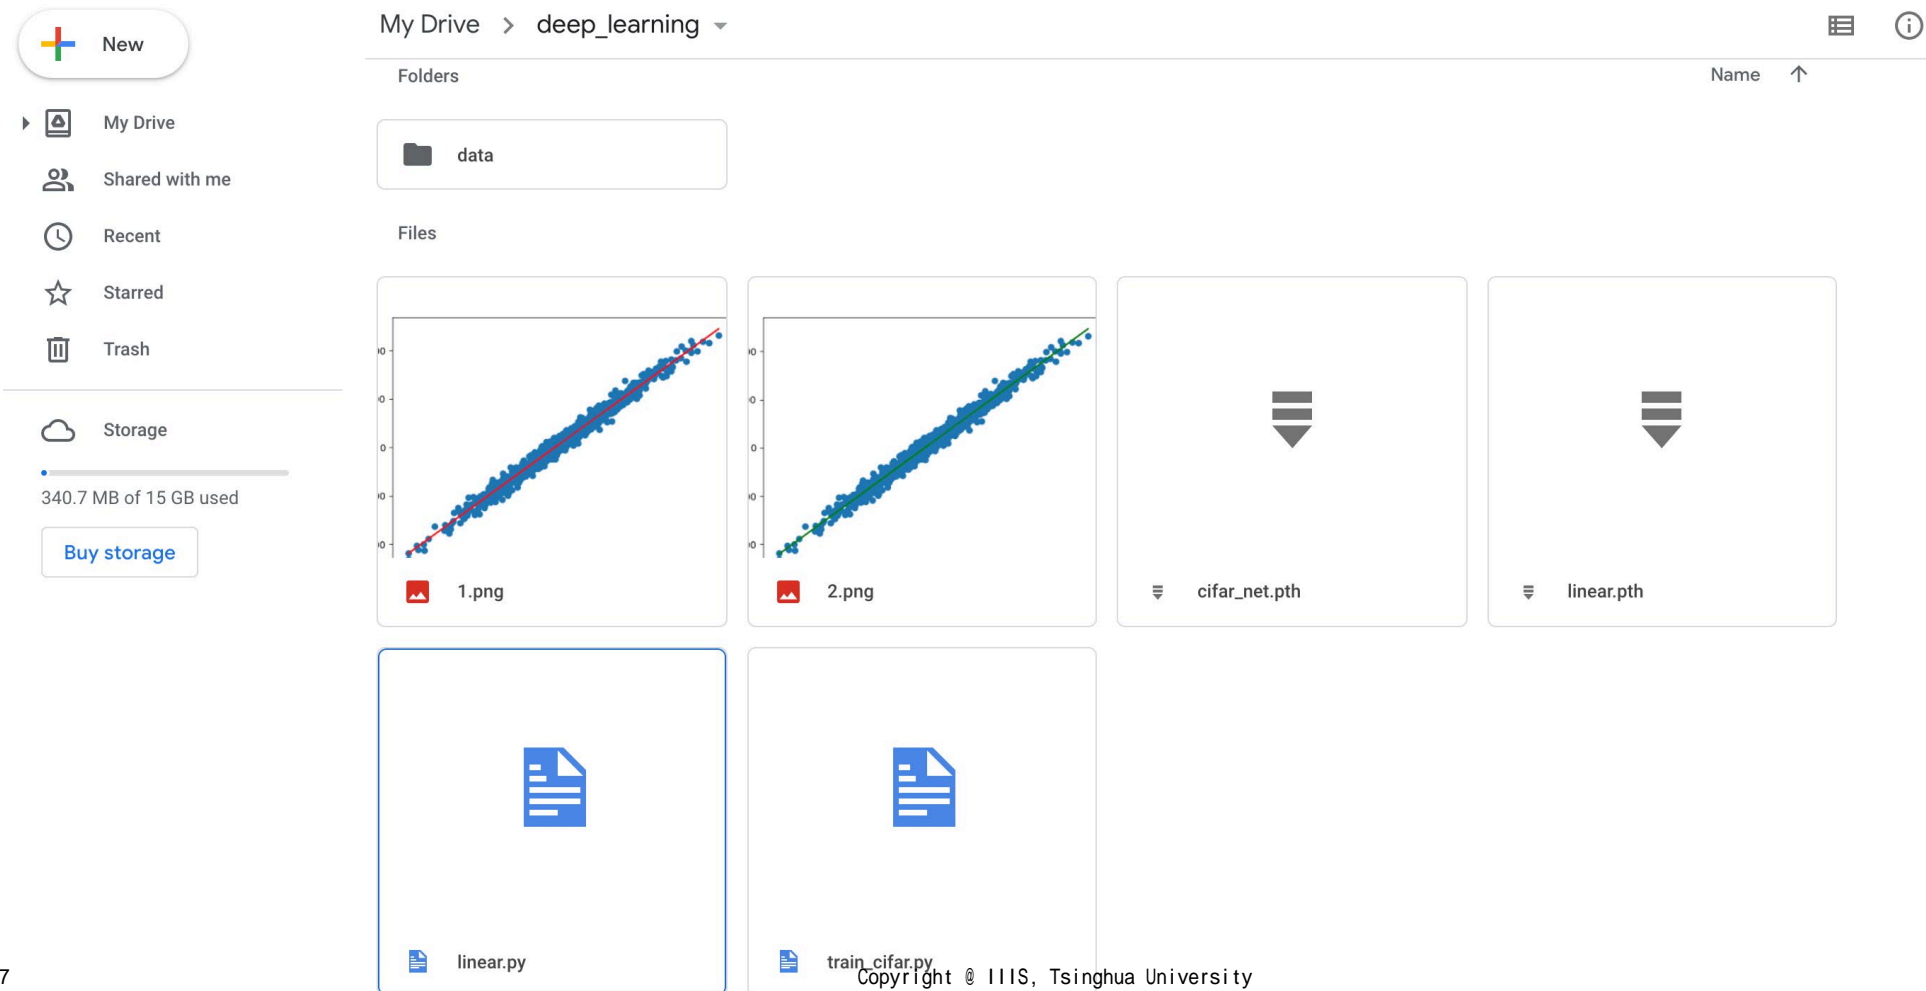 New
My Drive
Shared with me
Recent
Starred
Trash
Storage
340.7 MB of 15 GB used
Buy storage
My Drive > deep_learning
Folders
Name
data
Files
1.png
2.png
cifar_net.pth
linear.pth
linear.py
train_cifar.py
7
Copyright @ IIIS, Tsinghua University